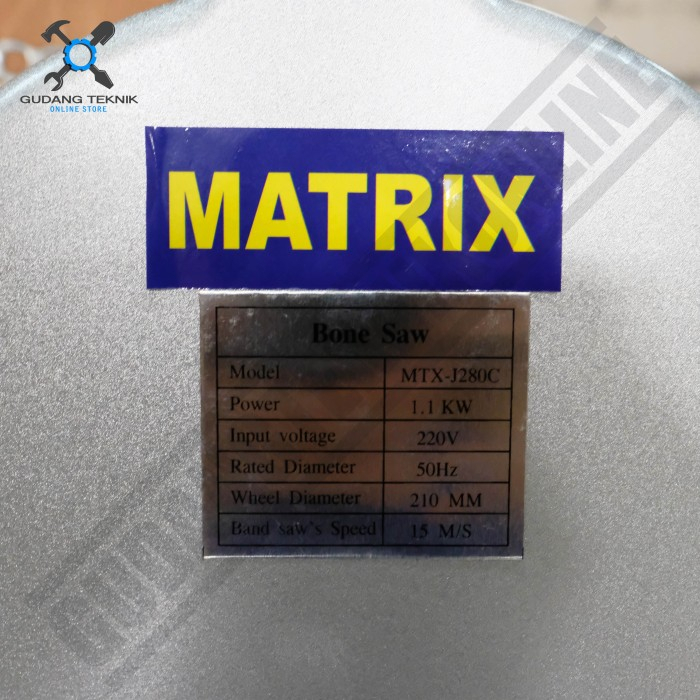 GUDANG TEKNIK
ONLINE STORE
MATRIX
Bone Saw
Model MTX-J280C
Power 1.1 KW
Input voltage 220V
Rated Diameter 50Hz
Wheel Diameter 210 MM
Band saw's Speed 15 M/S